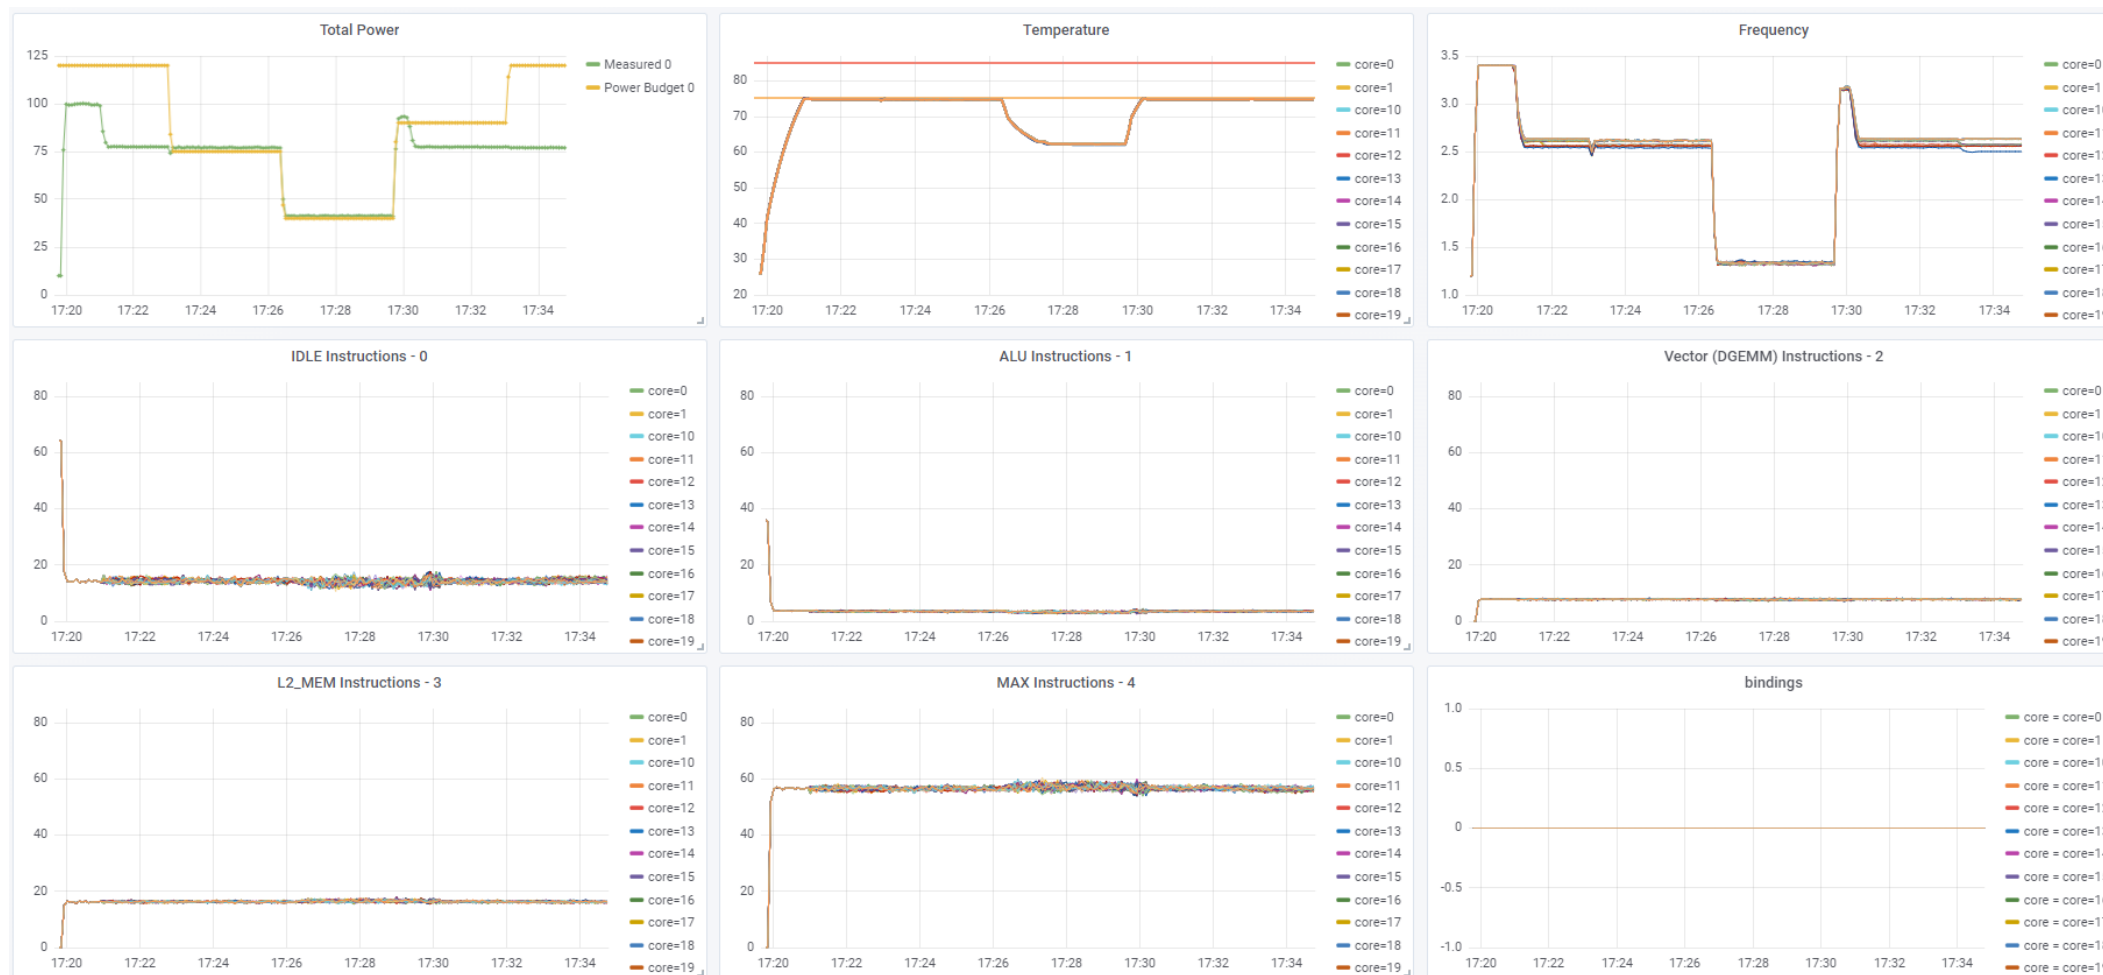 Total Power
125
100
75
50
25
0
17:20 17:22 17:24 17:26 17:28 17:30 17:32 17:34
Measured 0
Power Budget 0
Temperature
80
70
60
50
40
30
20
17:20 17:22 17:24 17:26 17:28 17:30 17:32 17:34
core=0
core=1
core=10
core=11
core=12
core=13
core=14
core=15
core=16
core=17
core=18
core=19
Frequency
3.5
3.0
2.5
2.0
1.5
1.0
17:20 17:22 17:24 17:26 17:28 17:30 17:32 17:34
core=0
core=1
IDLE Instructions - 0
80
60
40
20
0
17:20 17:22 17:24 17:26 17:28 17:30 17:32 17:34
core=0
core=1
core=10
core=11
core=12
core=13
core=14
core=15
core=16
core=17
core=18
core=19
ALU Instructions - 1
80
60
40
20
0
17:20 17:22 17:24 17:26 17:28 17:30 17:32 17:34
core=0
core=1
core=10
core=11
core=12
core=13
core=14
core=15
core=16
core=17
core=18
core=19
Vector (DGEMM) Instructions - 2
80
60
40
20
0
17:20 17:22 17:24 17:26 17:28 17:30 17:32 17:34
core=0
core=1
L2_MEM Instructions - 3
80
60
40
20
0
17:20 17:22 17:24 17:26 17:28 17:30 17:32 17:34
core=0
core=1
core=10
core=11
core=12
core=13
core=14
core=15
core=16
core=17
core=18
core=19
MAX Instructions - 4
80
60
40
20
0
17:20 17:22 17:24 17:26 17:28 17:30 17:32 17:34
core=0
core=1
core=10
core=11
core=12
core=13
core=14
core=15
core=16
core=17
core=18
core=19
bindings
1.0
0.5
0
-0.5
-1.0
17:20 17:22 17:24 17:26 17:28 17:30 17:32 17:34
core = core=0
core = core=1